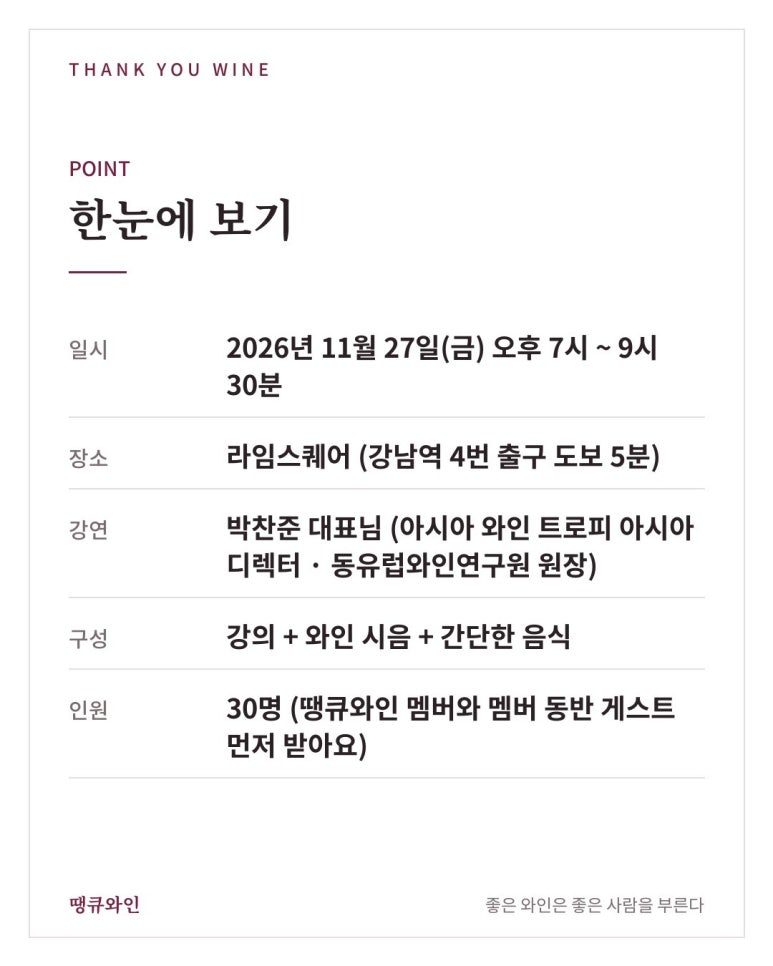 THANK YOU WINE
POINT
한눈에 보기
일시
2026년 11월 27일(금) 오후 7시 ~ 9시
30분
장소
라임스퀘어 (강남역 4번 출구 도보 5분)
강연
박찬준 대표님 (아시아 와인 트로피 아시아
디렉터 · 동유럽와인연구원 원장)
구성
강의 + 와인 시음 + 간단한 음식
인원
30명 (땡큐와인 멤버와 멤버 동반 게스트
먼저 받아요)
땡큐와인
좋은 와인은 좋은 사람을 부른다